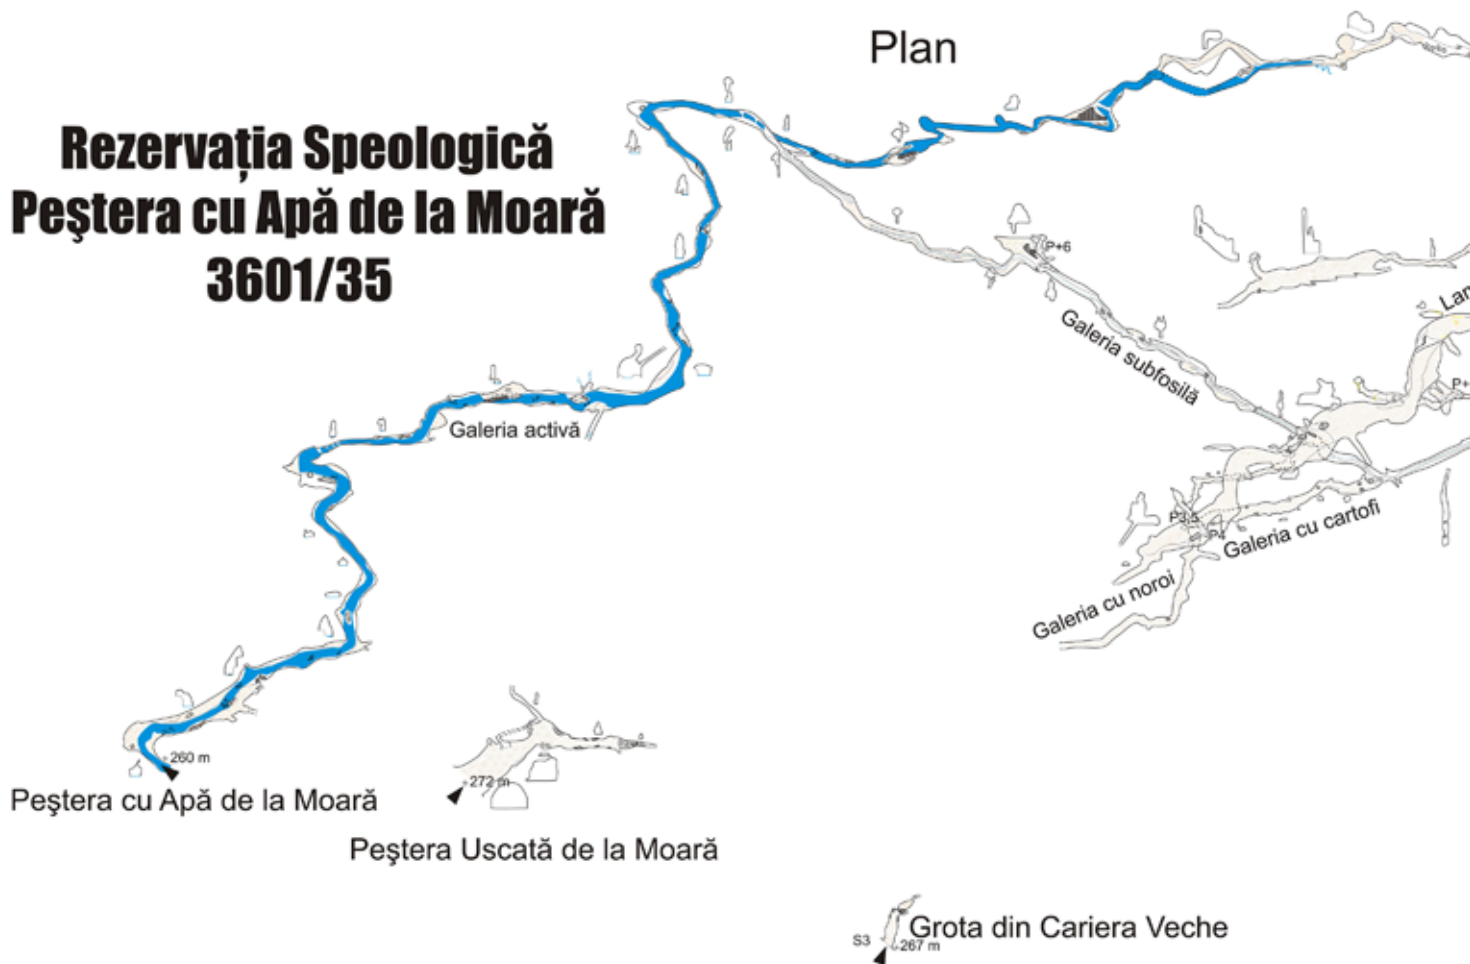 Plan
Rezervația Speologică
Peştera cu Apă de la Moară
3601/35
P+6
Galeria subfosilă
Lar
P+
Galeria activă
P3,5
P4
Galeria cu cartofi
Galeria cu noroi
260 m
Peştera cu Apă de la Moară
272 m
Peştera Uscată de la Moară
S3
Grota din Cariera Veche
267 m